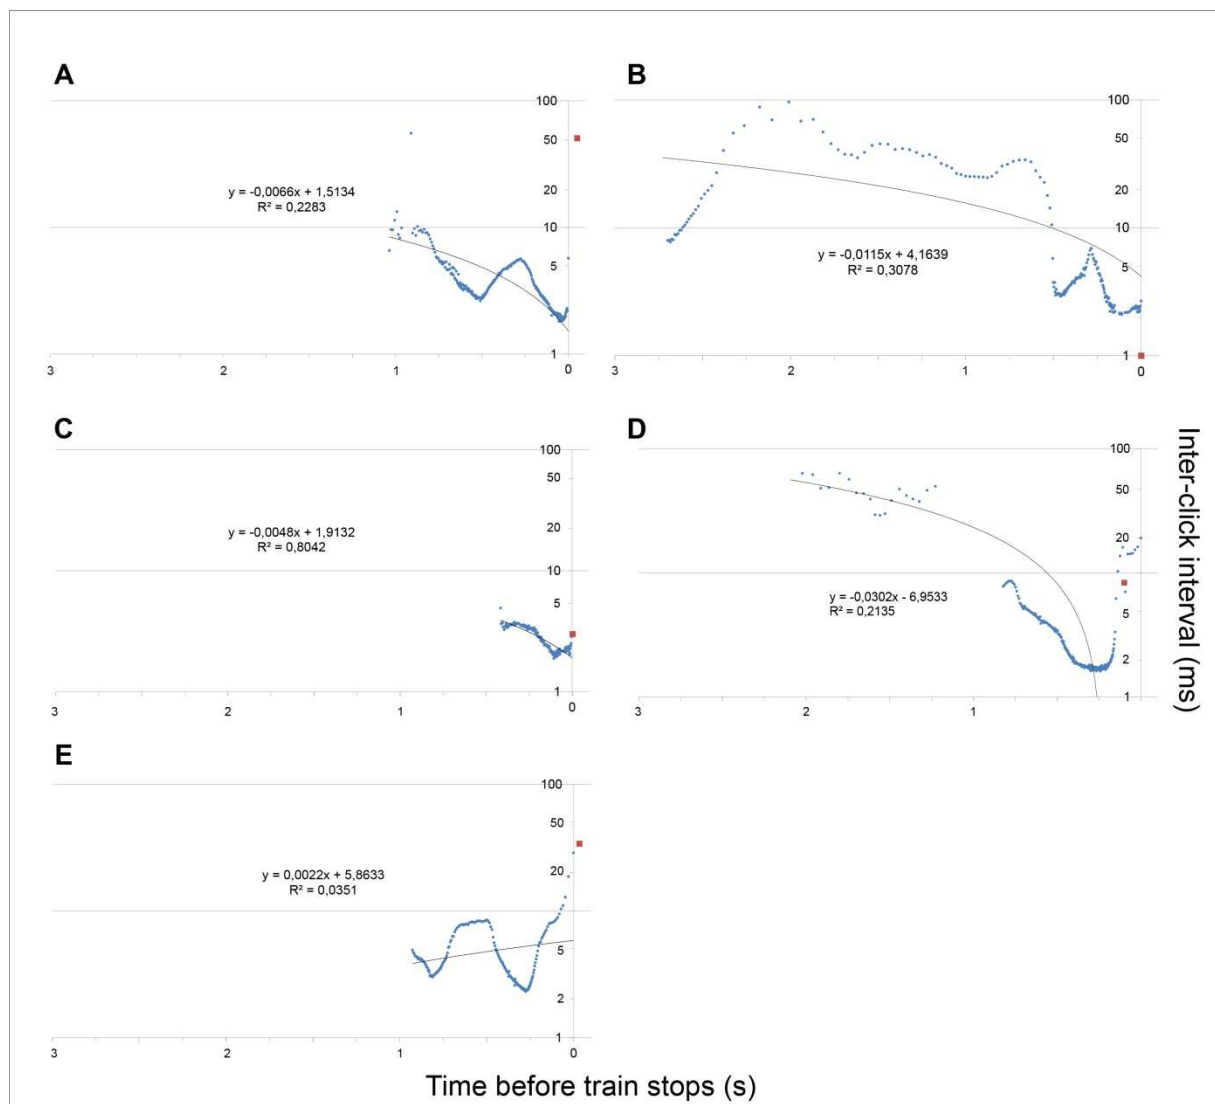 A
100
50
20
10
5
1
y = -0,0066x + 1,5134
R² = 0,2283
3 2 1 0
B
100
50
20
10
5
2
1
y = -0,0115x + 4,1639
R² = 0,3078
3 2 1 0
C
100
50
20
10
5
1
y = -0,0048x + 1,9132
R² = 0,8042
3 2 1 0
D
100
50
20
5
2
1
y = -0,0302x - 6,9533
R² = 0,2135
3 2 1 0
Inter-click interval (ms)
E
100
50
20
5
2
1
y = 0,0022x + 5,8633
R² = 0,0351
3 2 1 0
Time before train stops (s)